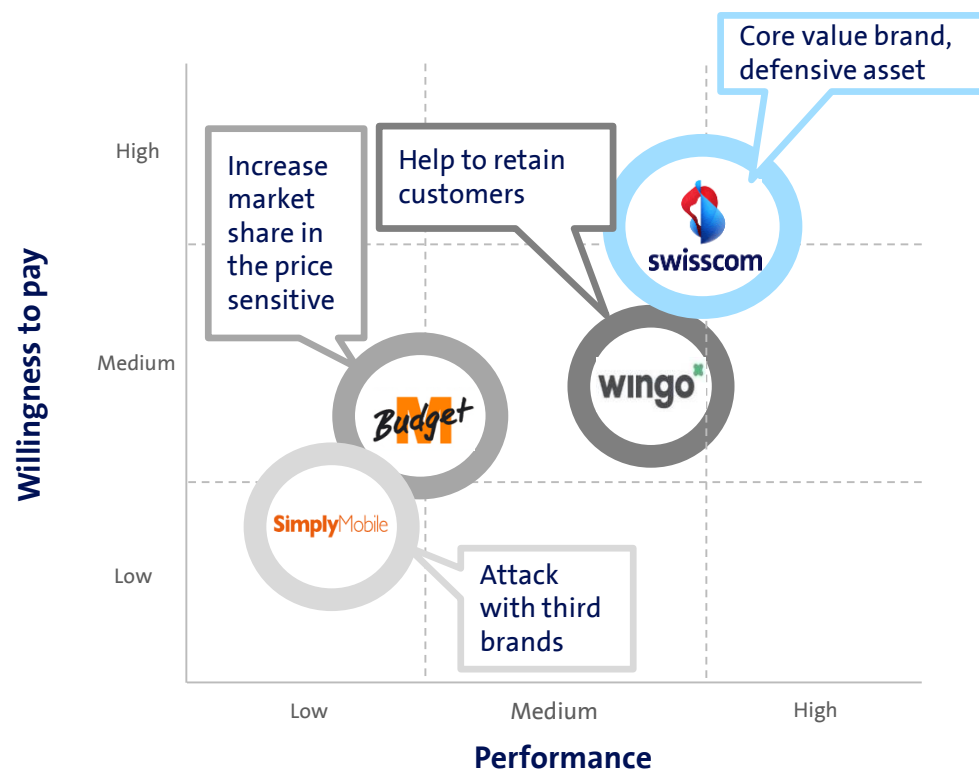 Core value brand,
defensive asset
High
Increase
market
share in
the price
sensitive
Help to retain
customers
swisscom
Willingness to pay
Medium
wingo
M
Budget
SimplyMobile
Low
Attack
with third
brands
Low
Medium
High
Performance